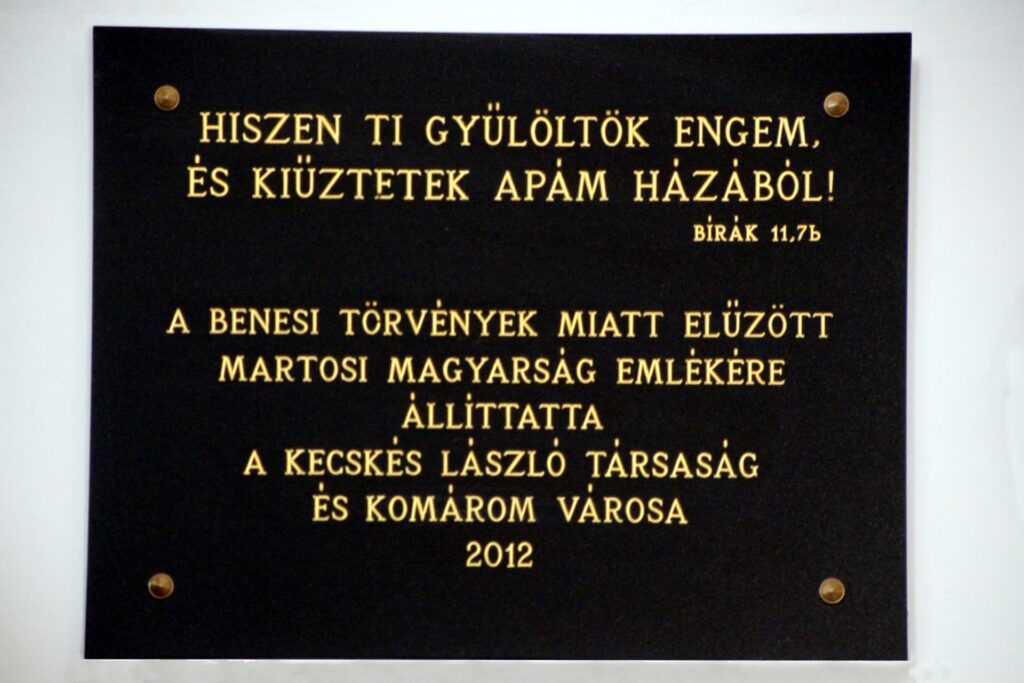 HISZEN TI GYÜLÖLTÖK ENGEM,
ÉS KIÜZTETEK APÁM HÁZÁBÓL!
BÍRÁK 11,7b
A BENESI TÖRVÉNYEK MIATT ELÜZÖTT
MARTOSI MAGYARSÁG EMLÉKÉRE
ÁLLÍTTATTA
A KECSKÉS LÁSZLÓ TÁRSASÁG
ÉS KOMÁROM VÁROSA
2012